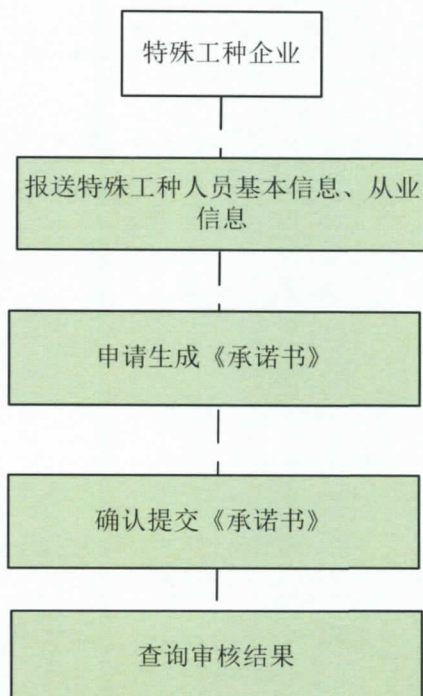 特殊工种企业
报送特殊工种人员基本信息、从业
信息
申请生成《承诺书》
确认提交《承诺书》
查询审核结果